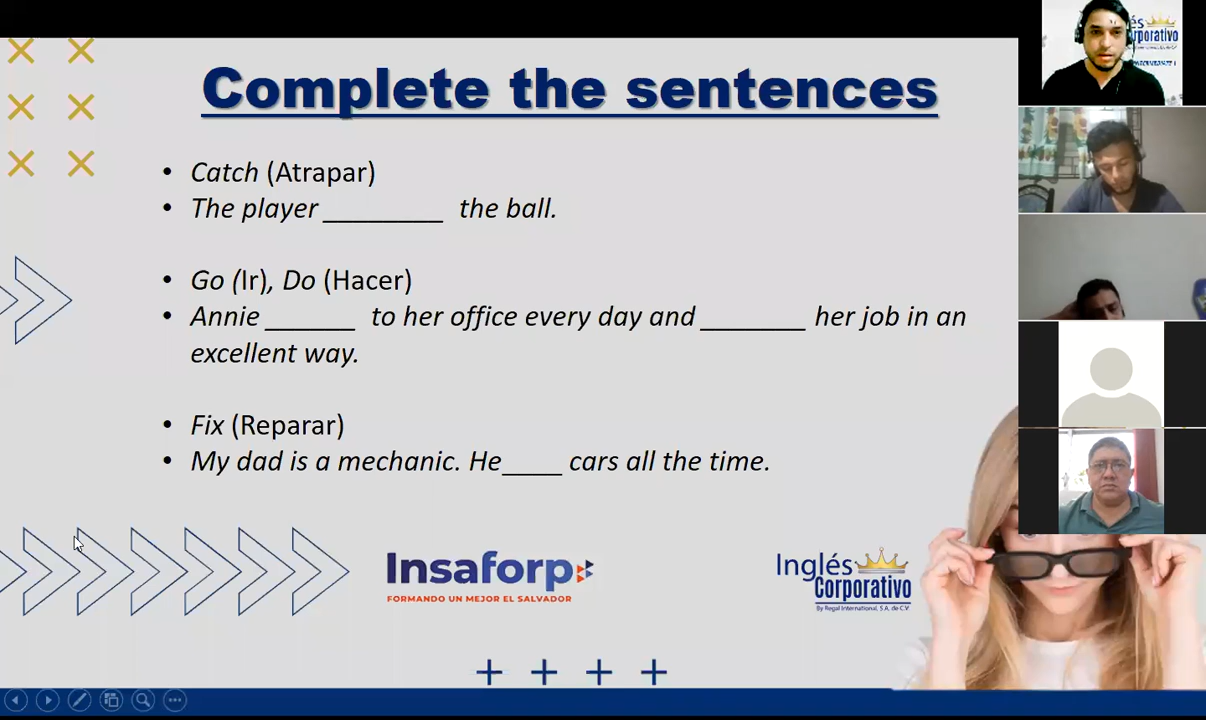 Complete the sentences
• Catch (Atrapar)
• The player ________ the ball.
• Go (Ir), Do (Hacer)
• Annie ______ to her office every day and _______ her job in an
excellent way.
• Fix (Reparar)
• My dad is a mechanic. He____ cars all the time.
Insaforp
FORMANDO UN MEJOR EL SALVADOR
Inglés
Corporativo
By Regal International, S.A. de C.V